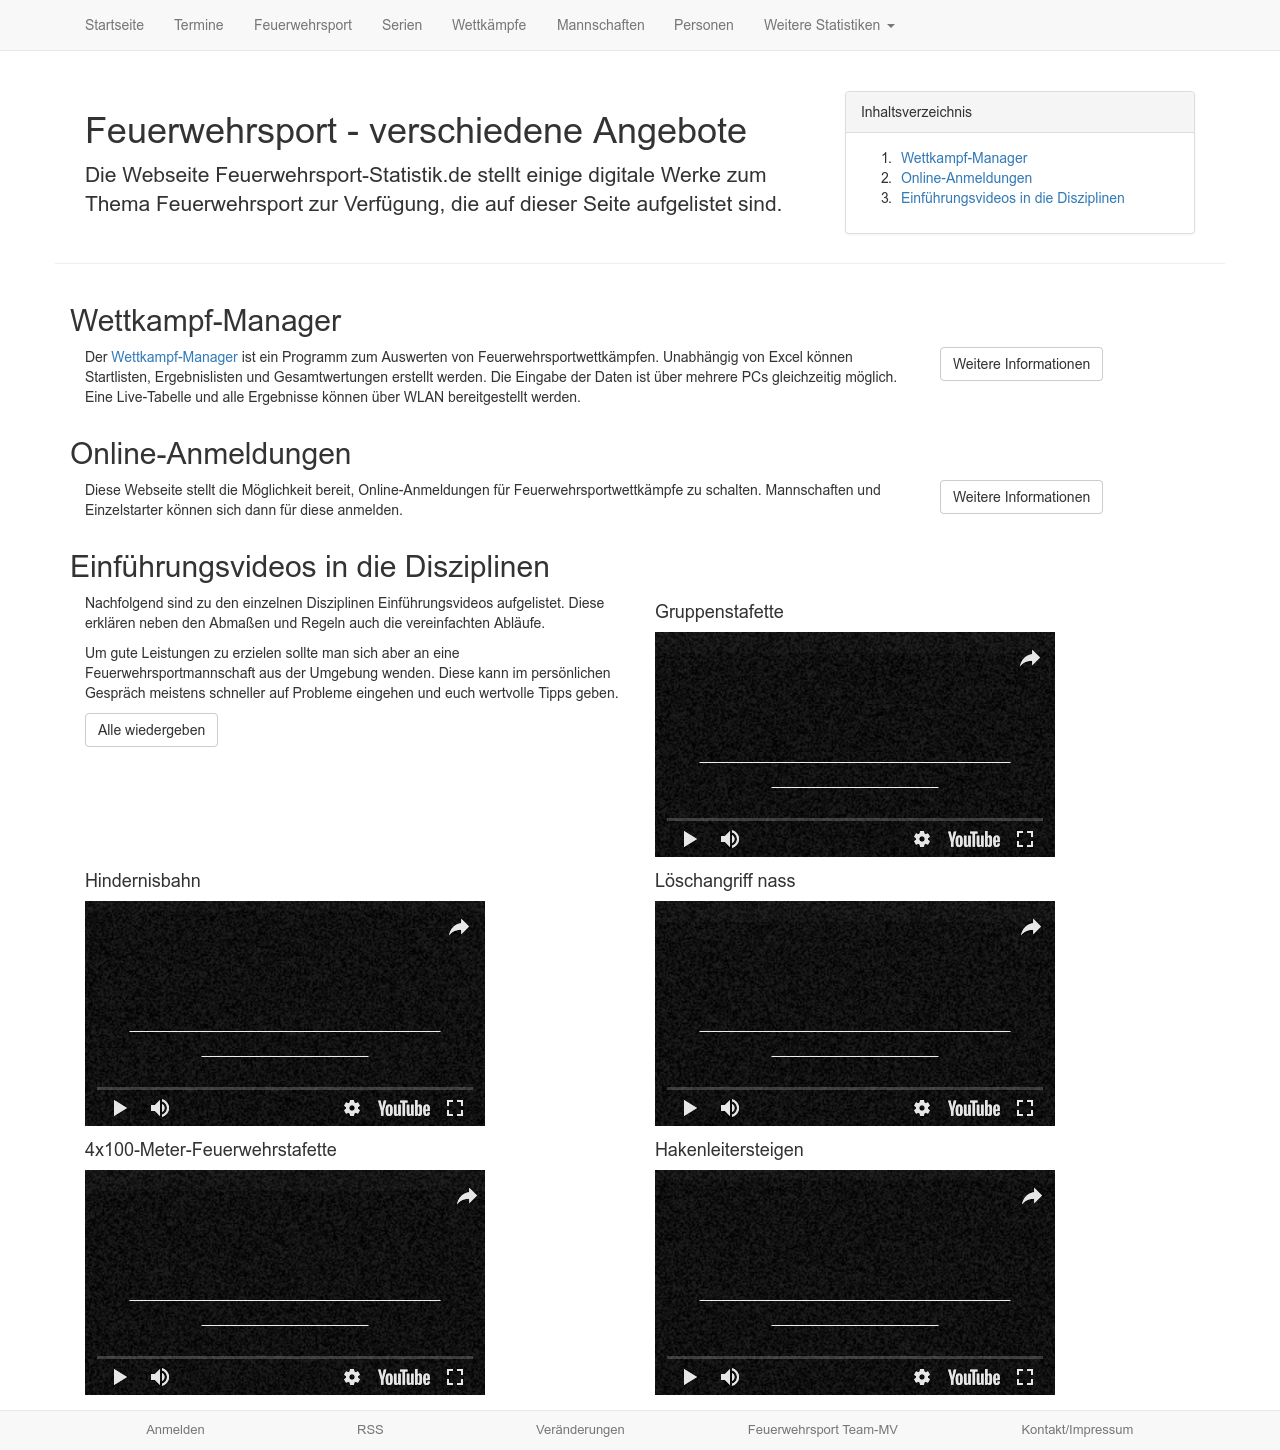 Startseite Termine Feuerwehrsport Serien Wettkämpfe Mannschaften Personen Weitere Statistiken
Feuerwehrsport - verschiedene Angebote
Die Webseite Feuerwehrsport-Statistik.de stellt einige digitale Werke zum
Thema Feuerwehrsport zur Verfügung, die auf dieser Seite aufgelistet sind.
Inhaltsverzeichnis
1. Wettkampf-Manager
2. Online-Anmeldungen
3. Einführungsvideos in die Disziplinen
Wettkampf-Manager
Der Wettkampf-Manager ist ein Programm zum Auswerten von Feuerwehrsportwettkämpfen. Unabhängig von Excel können
Startlisten, Ergebnislisten und Gesamtwertungen erstellt werden. Die Eingabe der Daten ist über mehrere PCs gleichzeitig möglich.
Eine Live-Tabelle und alle Ergebnisse können über WLAN bereitgestellt werden.
Weitere Informationen
Online-Anmeldungen
Diese Webseite stellt die Möglichkeit bereit, Online-Anmeldungen für Feuerwehrsportwettkämpfe zu schalten. Mannschaften und
Einzelstarter können sich dann für diese anmelden.
Weitere Informationen
Einführungsvideos in die Disziplinen
Nachfolgend sind zu den einzelnen Disziplinen Einführungsvideos aufgelistet. Diese
erklären neben den Abmaßen und Regeln auch die vereinfachten Abläufe.
Um gute Leistungen zu erzielen sollte man sich aber an eine
Feuerwehrsportmannschaft aus der Umgebung wenden. Diese kann im persönlichen
Gespräch meistens schneller auf Probleme eingehen und euch wertvolle Tipps geben.
Alle wiedergeben
Gruppenstafette
YouTube
Hindernisbahn
YouTube
Löschangriff nass
YouTube
4x100-Meter-Feuerwehrstafette
YouTube
Hakenleitersteigen
YouTube
Anmelden RSS Veränderungen Feuerwehrsport Team-MV Kontakt/Impressum